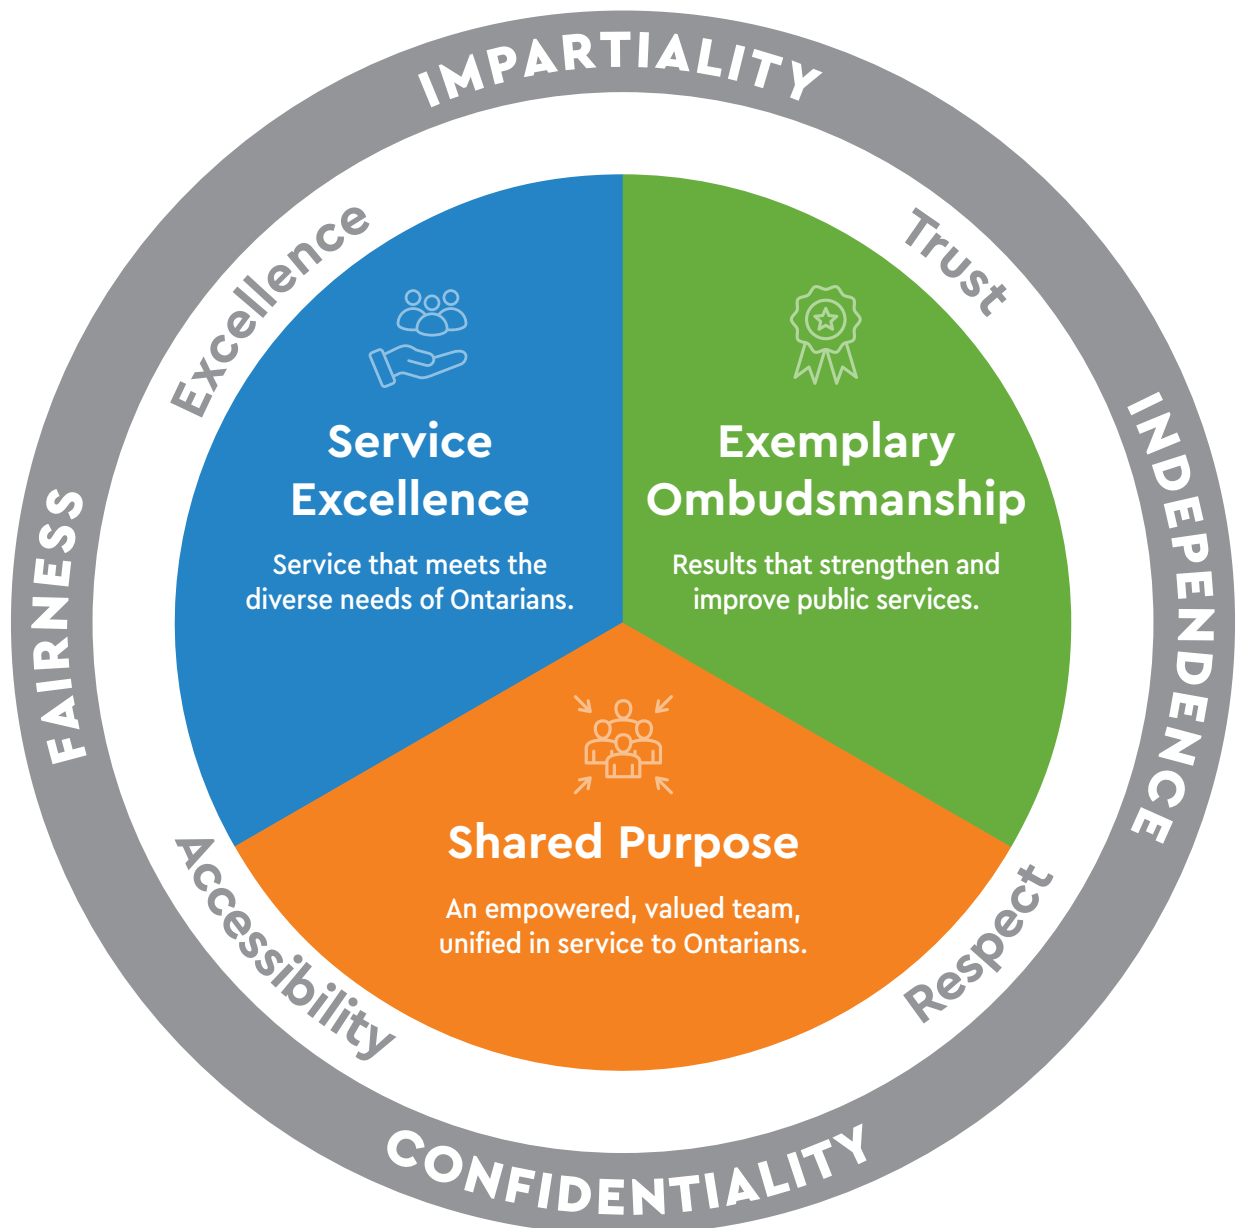 IMPARTIALITY
INDEPENDENCE
CONFIDENTIALITY
FAIRNESS
Excellence
Trust
Respect
Accessibility
Service
Excellence
Service that meets the
diverse needs of Ontarians.
Exemplary
Ombudsmanship
Results that strengthen and
improve public services.
Shared Purpose
An empowered, valued team,
unified in service to Ontarians.